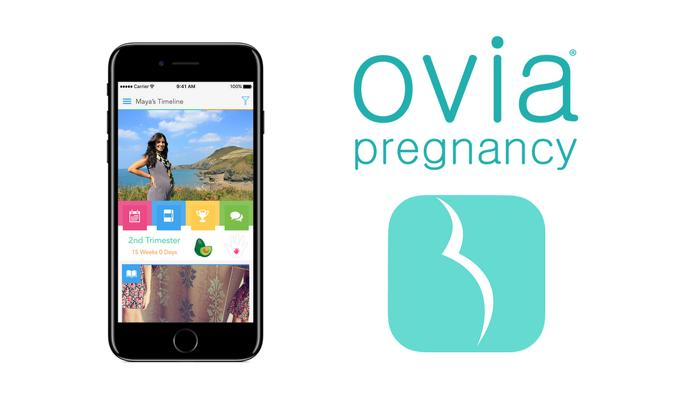 Carrier
9:41 AM
100%
Maya's Timeline
2nd Trimester
15 Weeks 0 Days
ovia®
pregnancy